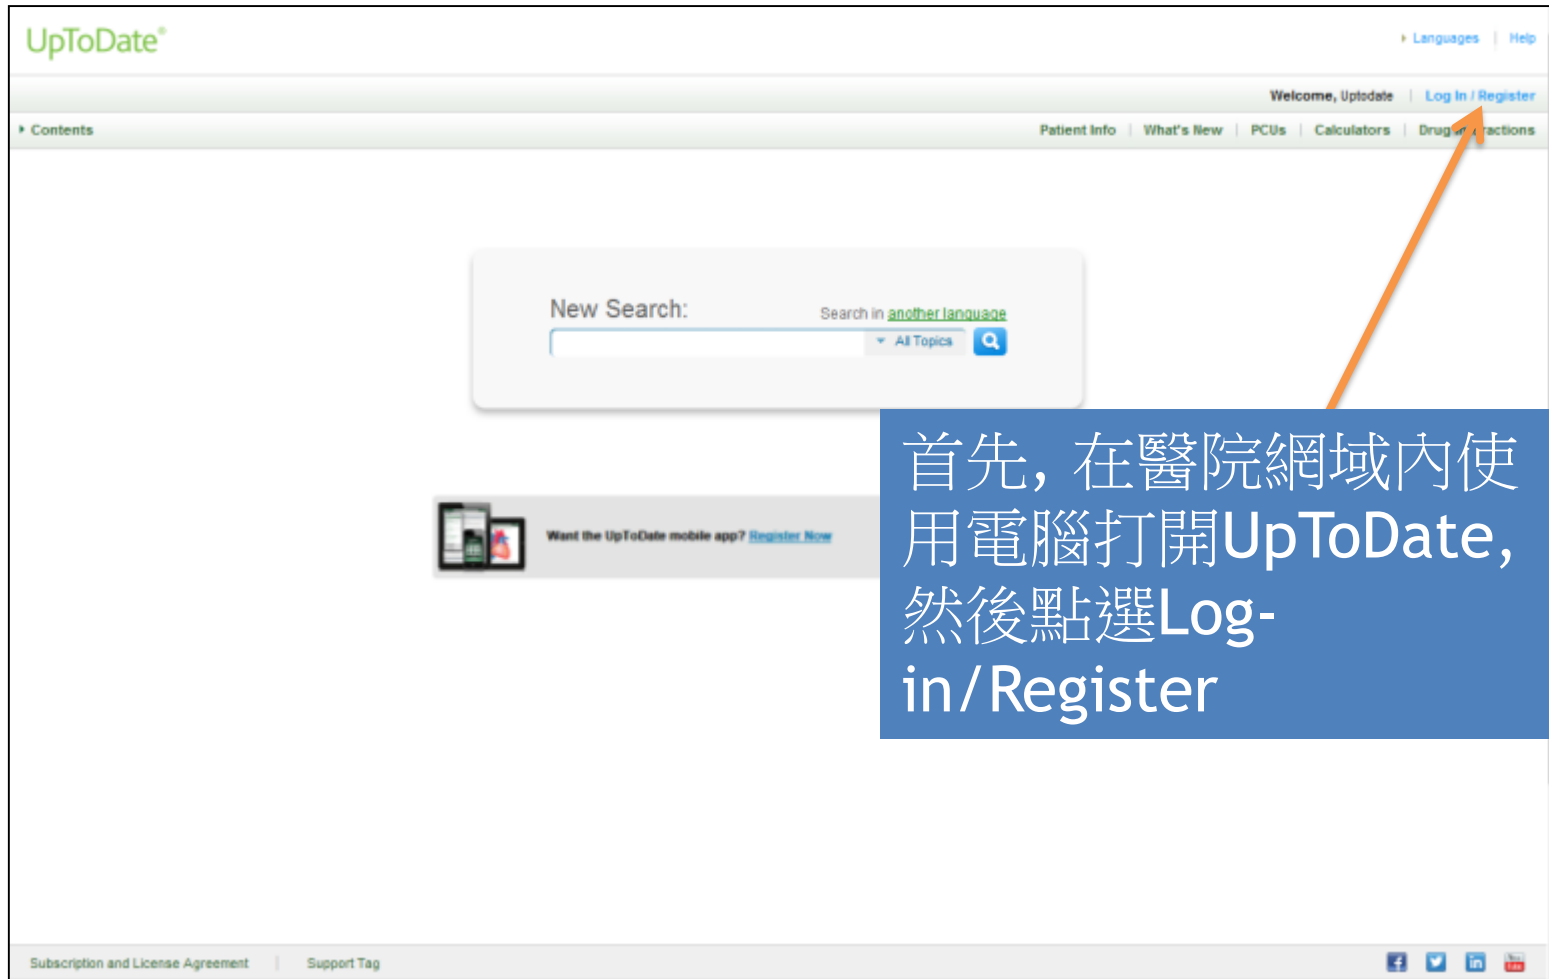 UpToDate®
Languages | Help
Welcome, Uptodate | Log In / Register
Contents
Patient Info | What's New | PCUs | Calculators | Drug
New Search:
Search in another language
All Topics
Want the UpToDate mobile app? Register Now
首先, 在醫院網域內使
用電腦打開UpToDate,
然後點選Log-
in/Register
Subscription and License Agreement | Support Tag